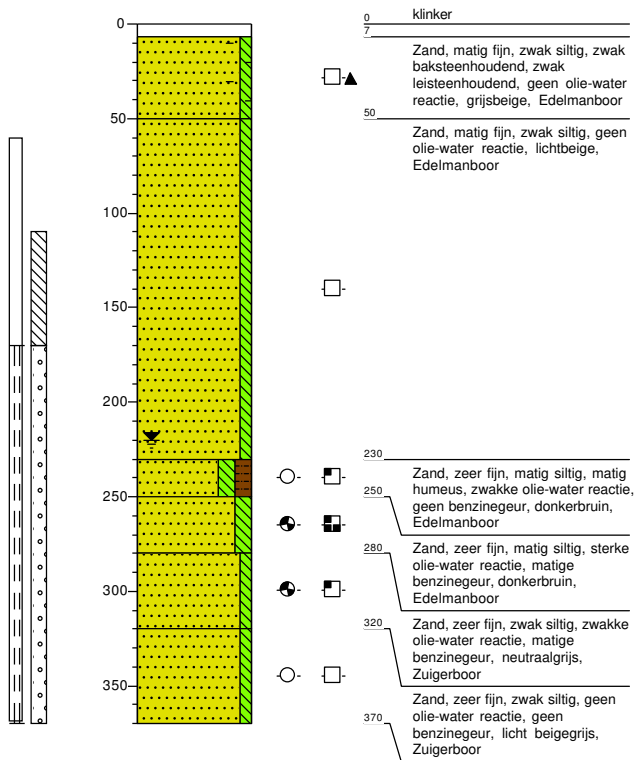 0
50
100
150
200
250
300
350
0
klinker
7
Zand, matig fijn, zwak siltig, zwak
baksteenhoudend, zwak
leisteenhoudend, geen olie-water
reactie, grijsbeige, Edelmanboor
50
Zand, matig fijn, zwak siltig, geen
olie-water reactie, lichtbeige,
Edelmanboor
230
Zand, zeer fijn, matig siltig, matig
humeus, zwakke olie-water reactie,
geen benzinegeur, donkerbruin,
Edelmanboor
250
Zand, zeer fijn, matig siltig, sterke
olie-water reactie, matige
benzinegeur, donkerbruin,
Edelmanboor
280
Zand, zeer fijn, zwak siltig, zwakke
olie-water reactie, matige
benzinegeur, neutraalgrijs,
Zuigerboor
320
Zand, zeer fijn, zwak siltig, geen
olie-water reactie, geen
benzinegeur, licht beigegrijs,
Zuigerboor
370